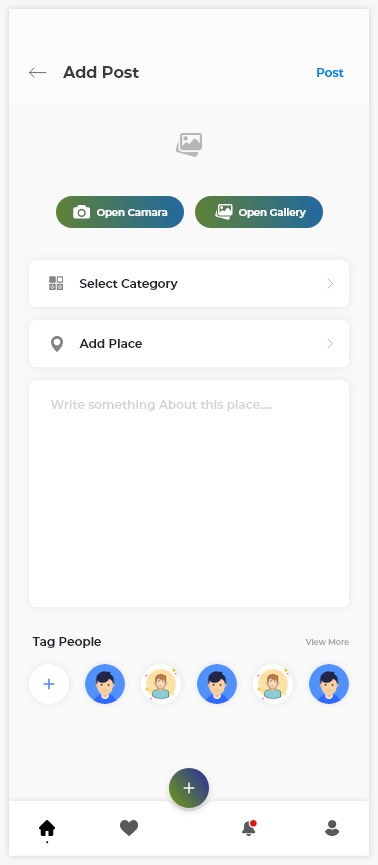 Add Post
Post
Open Camara
Open Gallery
Select Category
Add Place
Write something About this place....
Tag People
View More